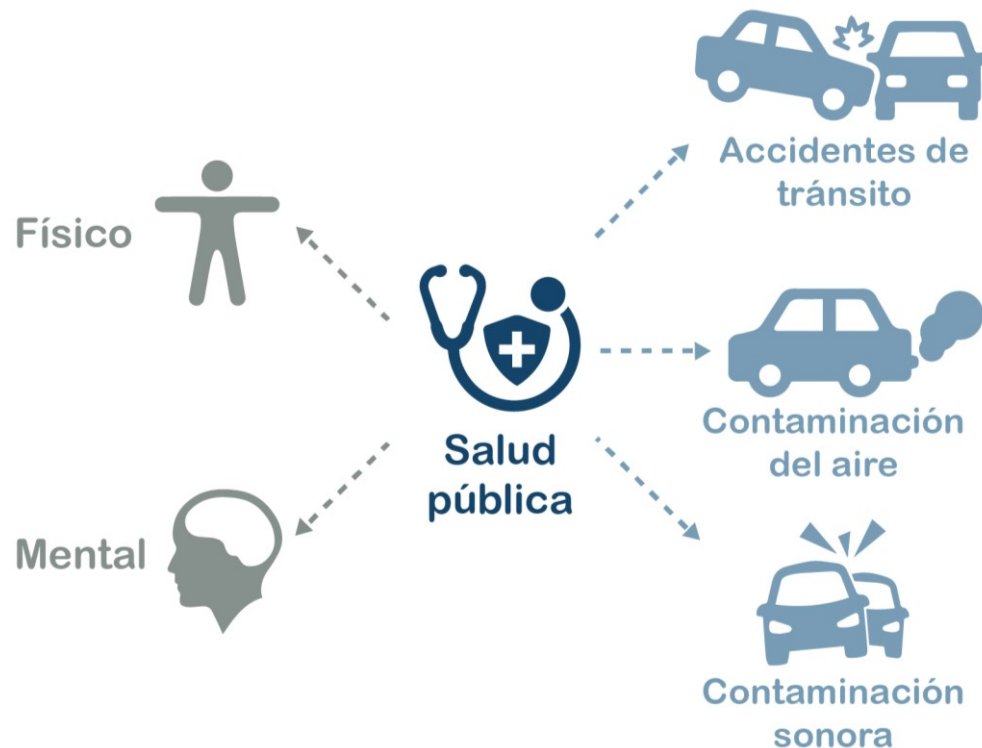 Accidentes de
tránsito
Físico
Salud
pública
Contaminación
del aire
Mental
Contaminación
sonora